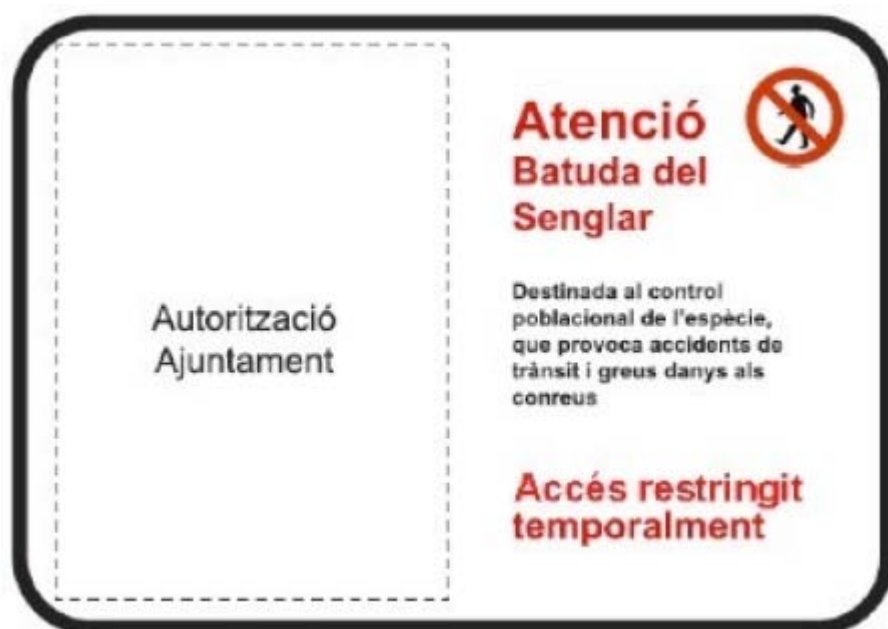 Autorització
Ajuntament
Atenció
Batuda del
Senglar
Destinada al control
poblacional de l'espècie,
que provoca accidents de
trànsit i greus danys als
conreus
Accés restringit
temporalment